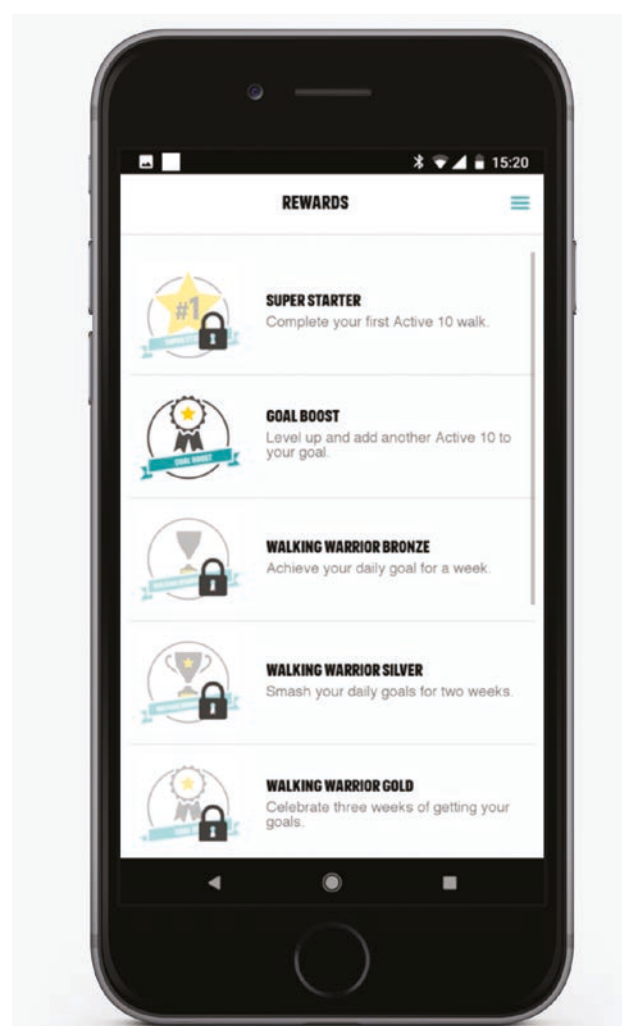 15:20
REWARDS
#1
SUPER STARTER
Complete your first Active 10 walk.
GOAL BOOST
GOAL BOOST
Level up and add another Active 10 to
your goal.
WALKING WARRIOR BRONZE
Achieve your daily goal for a week.
WALKING WARRIOR SILVER
Smash your daily goals for two weeks.
WALKING WARRIOR GOLD
Celebrate three weeks of getting your
goals.